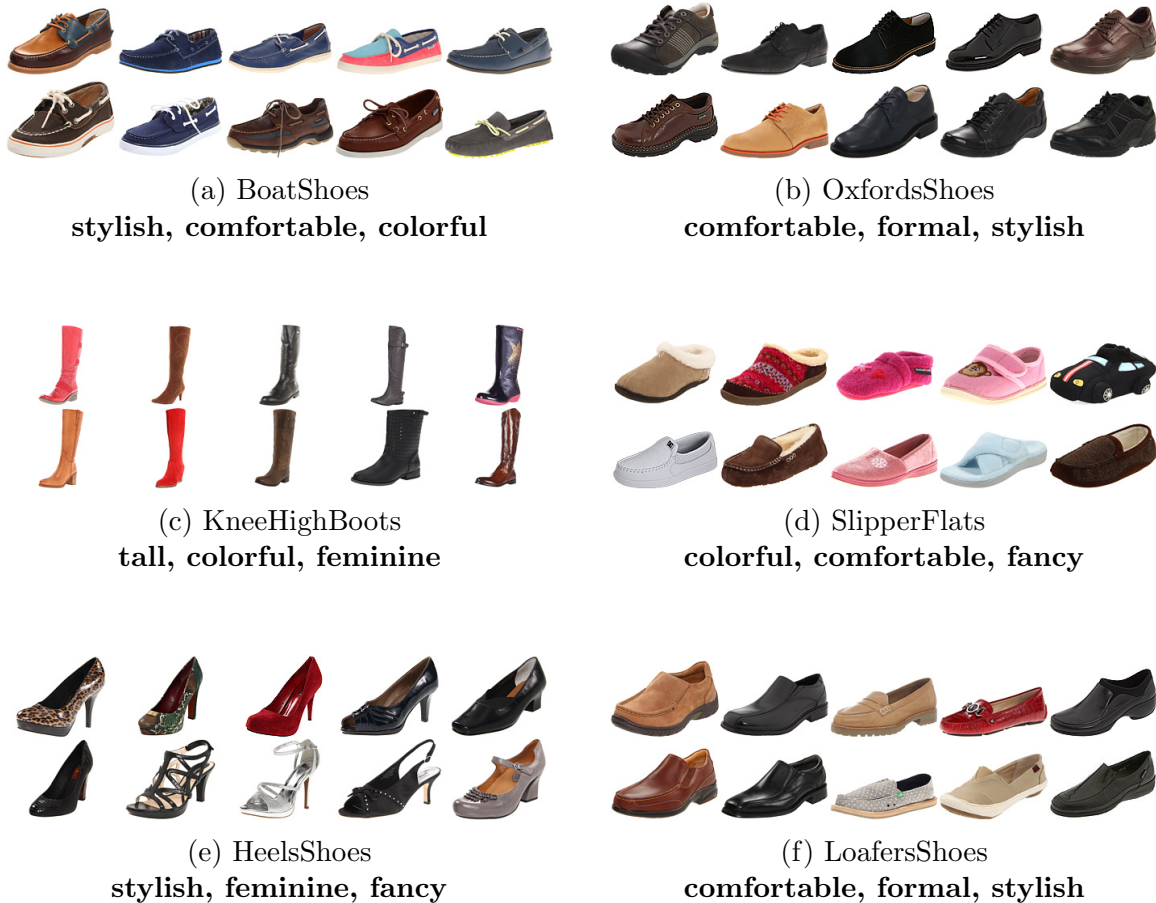 (a) BoatShoes
stylish, comfortable, colorful
(b) OxfordsShoes
comfortable, formal, stylish
(c) KneeHighBoots
tall, colorful, feminine
(d) SlipperFlats
colorful, comfortable, fancy
(e) HeelsShoes
stylish, feminine, fancy
(f) LoafersShoes
comfortable, formal, stylish